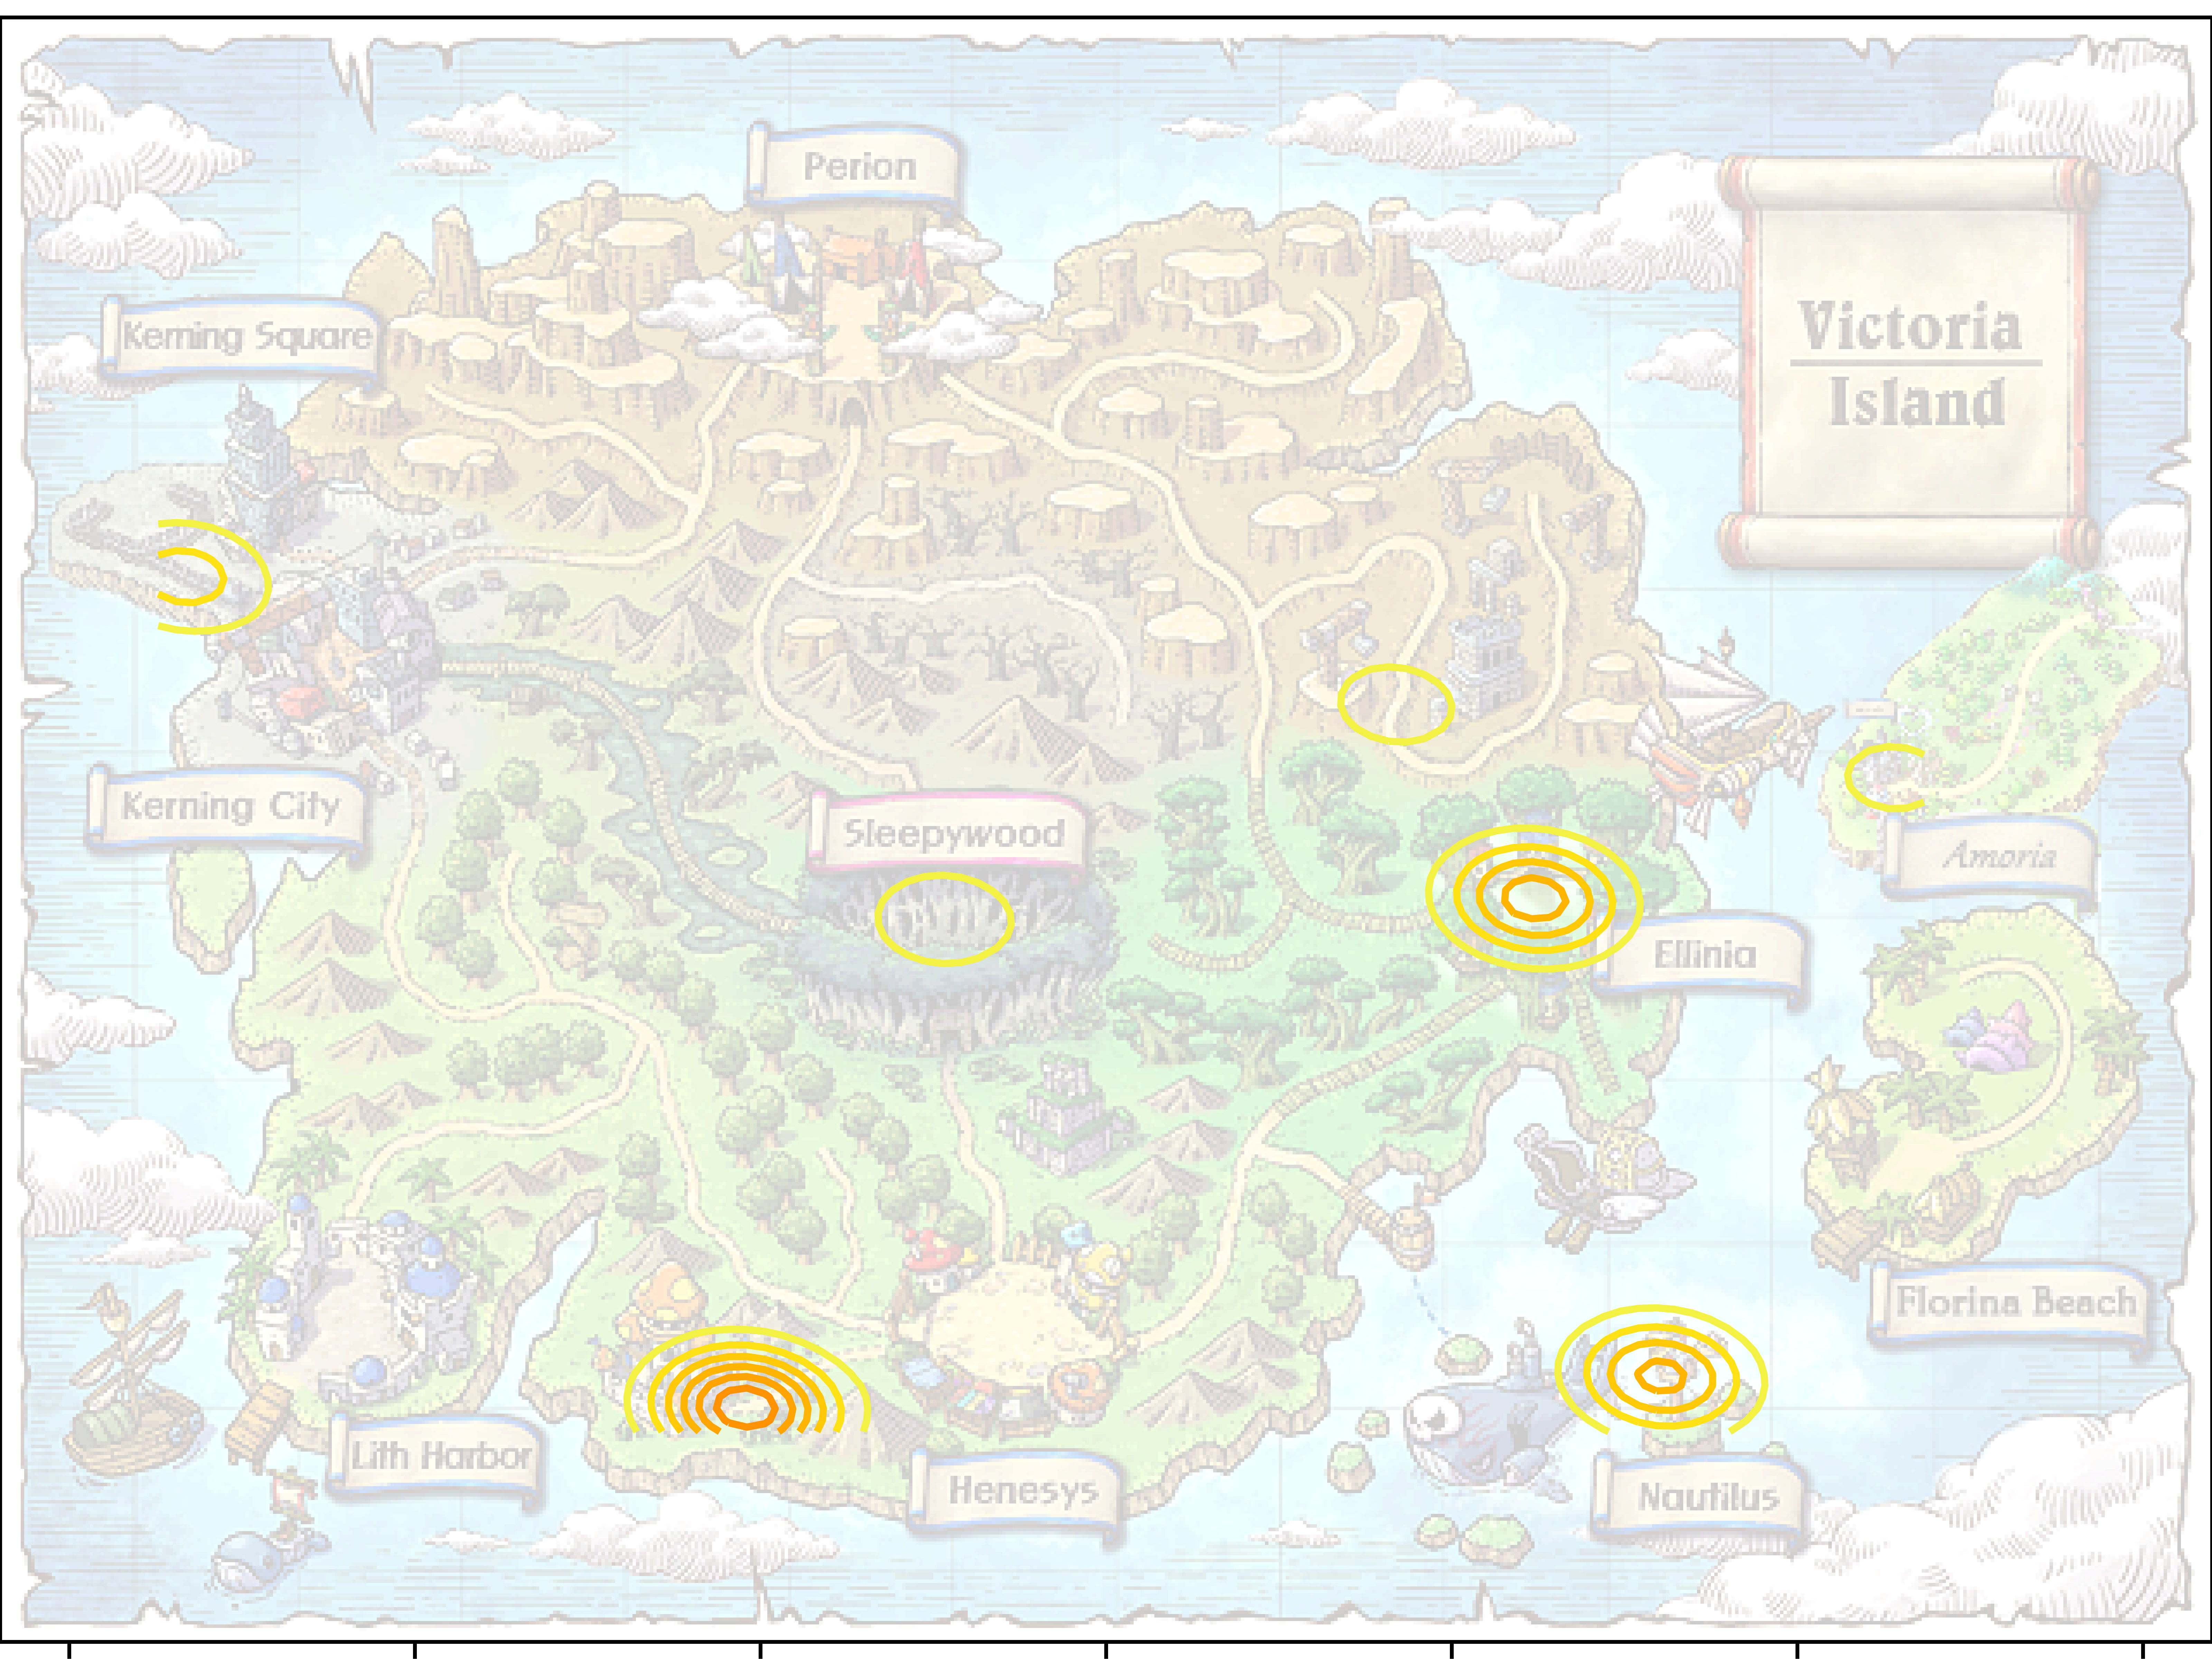 Perion
Kerning Square
Victoria
Island
Kerning City
Sleepywood
Amoria
Ellinia
Florina Beach
Lith Harbor
Henesys
Nautilus